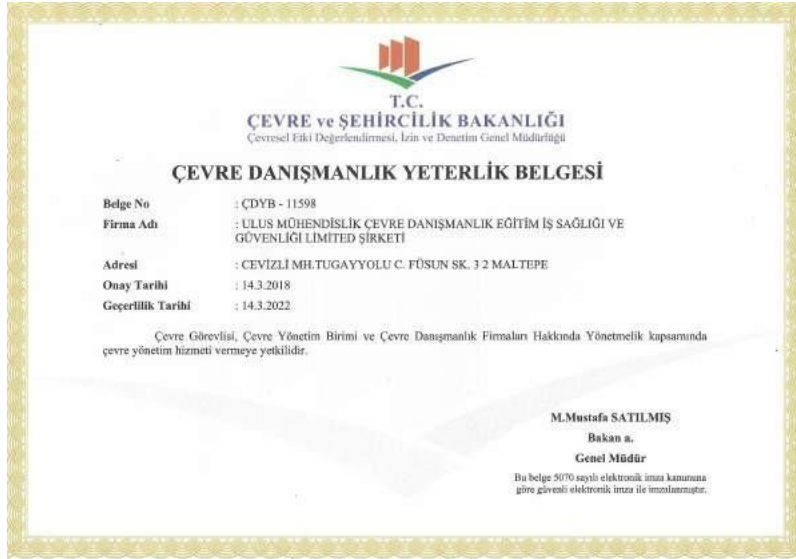 T.C.
ÇEVRE ve ŞEHİRCİLİK BAKANLIĞI
Çevresel Etki Değerlendirmesi, İzin ve Denetim Genel Müdürlüğü
ÇEVRE DANIŞMANLIK YETERLİK BELGESİ
Belge No : ÇDYB - 11598
Firma Adı : ULUS MÜHENDİSLİK ÇEVRE DANIŞMANLIK EĞİTİM İŞ SAĞLIĞI VE
GÜVENLİĞİ LİMİTED ŞİRKETİ
Adresi : CEVİZLİ MH.TUGAYYOLU C. FÜSUN SK. 3 2 MALTEPE
Onay Tarihi : 14.3.2018
Geçerlilik Tarihi : 14.3.2022
Çevre Görevlisi, Çevre Yönetim Birimi ve Çevre Danışmanlık Firmaları Hakkında Yönetmelik kapsamında
çevre yönetim hizmeti vermeye yetkilidir.
M.Mustafa SATILMIŞ
Bakan a.
Genel Müdür
Bu belge 5070 sayılı elektronik imza kanununa
göre güvenli elektronik imza ile imzalanmıştır.